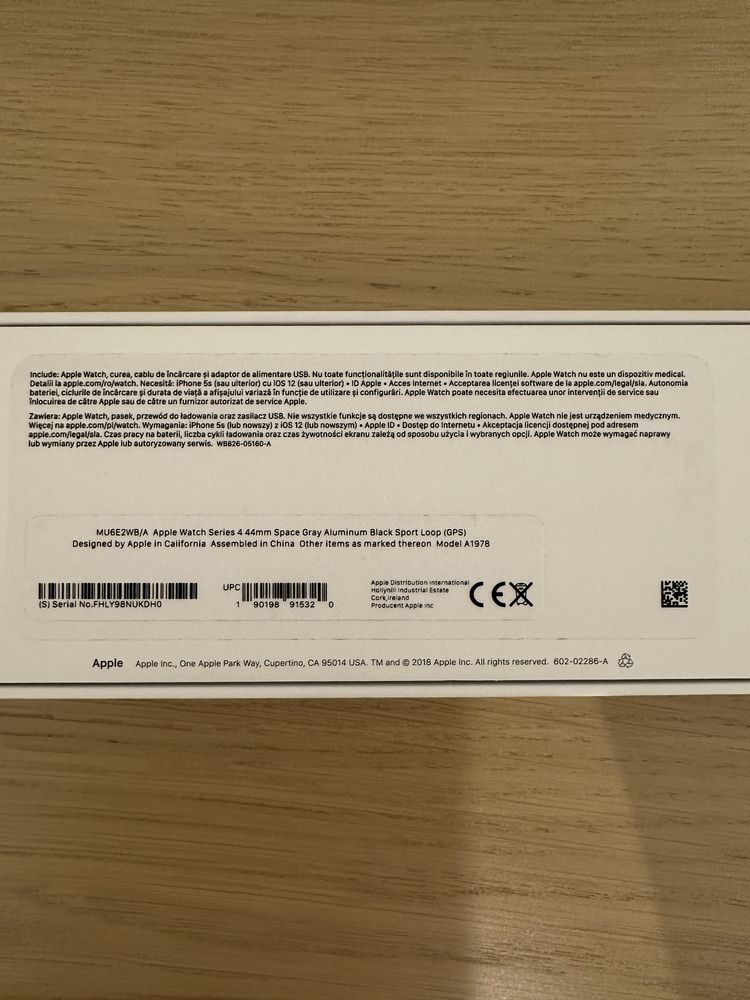 Include: Apple Watch, curea, cablu de încărcare și adaptor de alimentare USB. Nu toate funcționalitățile sunt disponibile în toate regiunile. Apple Watch nu este un dispozitiv medical.
Detalii la apple.com/ro/watch. Necesită: iPhone 5s (sau ulterior) cu iOS 12 (sau ulterior) • ID Apple • Acces Internet • Acceptarea licenței software de la apple.com/legal/sla. Autonomia
bateriei, ciclurile de încărcare și durata de viață a afișajului variază în funcție de utilizare și configurări. Apple Watch poate necesita efectuarea unor intervenții de service sau
înlocuirea de către Apple sau de către un furnizor autorizat de service Apple.
Zawiera: Apple Watch, pasek, przewód do ładowania oraz zasilacz USB. Nie wszystkie funkcje są dostępne we wszystkich regionach. Apple Watch nie jest urządzeniem medycznym.
Więcej na apple.com/pl/watch. Wymagania: iPhone 5s (lub nowszy) z iOS 12 (lub nowszym) • Apple ID • Dostęp do Internetu • Akceptacja licencji dostępnej pod adresem
apple.com/legal/sla. Czas pracy na baterii, liczba cykli ładowania oraz czas żywotności ekranu zależą od sposobu użycia i wybranych opcji. Apple Watch może wymagać naprawy
lub wymiany przez Apple lub autoryzowany serwis. WB826-05160-A
MU6E2WB/A Apple Watch Series 4 44mm Space Gray Aluminum Black Sport Loop (GPS)
Designed by Apple in California Assembled in China Other items as marked thereon Model A1978
(S) Serial No.FHLY98NUKDH0
UPC
1 90198 91532 0
Apple Distribution International
Hollyhill Industrial Estate
Cork,Ireland
Producent Apple Inc
CE
Apple Apple Inc., One Apple Park Way, Cupertino, CA 95014 USA. TM and © 2018 Apple Inc. All rights reserved. 602-02286-A